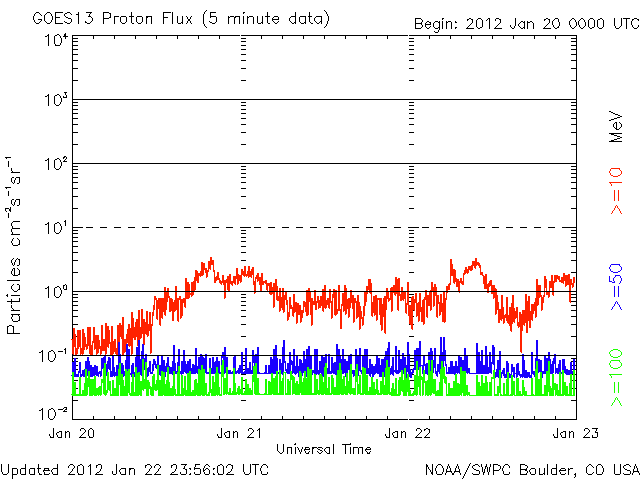 GOES13 Proton Flux (5 minute data)
Begin: 2012 Jan 20 0000 UTC
10⁴
10³
10²
10¹
10⁰
10⁻¹
10⁻²
Particles cm⁻²s⁻¹sr⁻¹
MeV
>=10
>=50
>=100
Jan 20 Jan 21 Jan 22 Jan 23
Universal Time
Updated 2012 Jan 22 23:56:02 UTC
NOAA/SWPC Boulder, CO USA